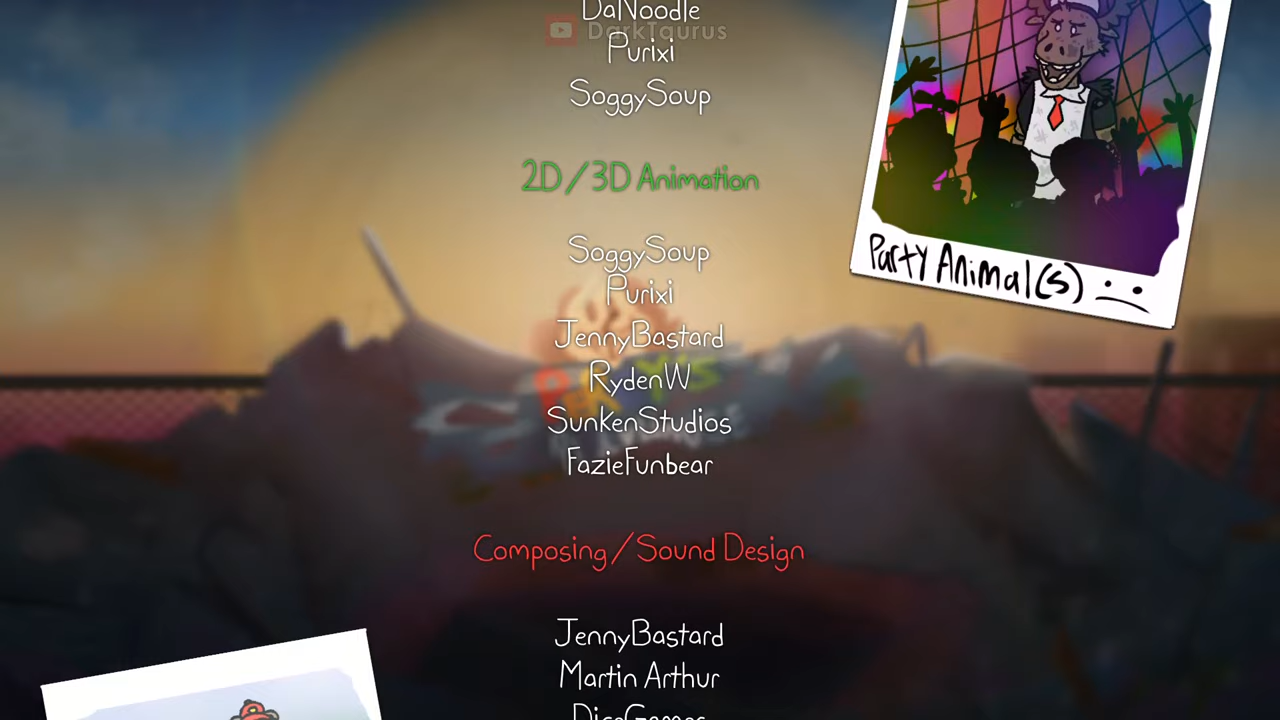 DaNoodle
DarkTaurus
Purixi
SoggySoup
2D/3D Animation
SoggySoup
Purixi
JennyBastard
RydenW
SunkenStudios
FazieFunbear
Composing/Sound Design
JennyBastard
Martin Arthur
Party Animal(s) :(